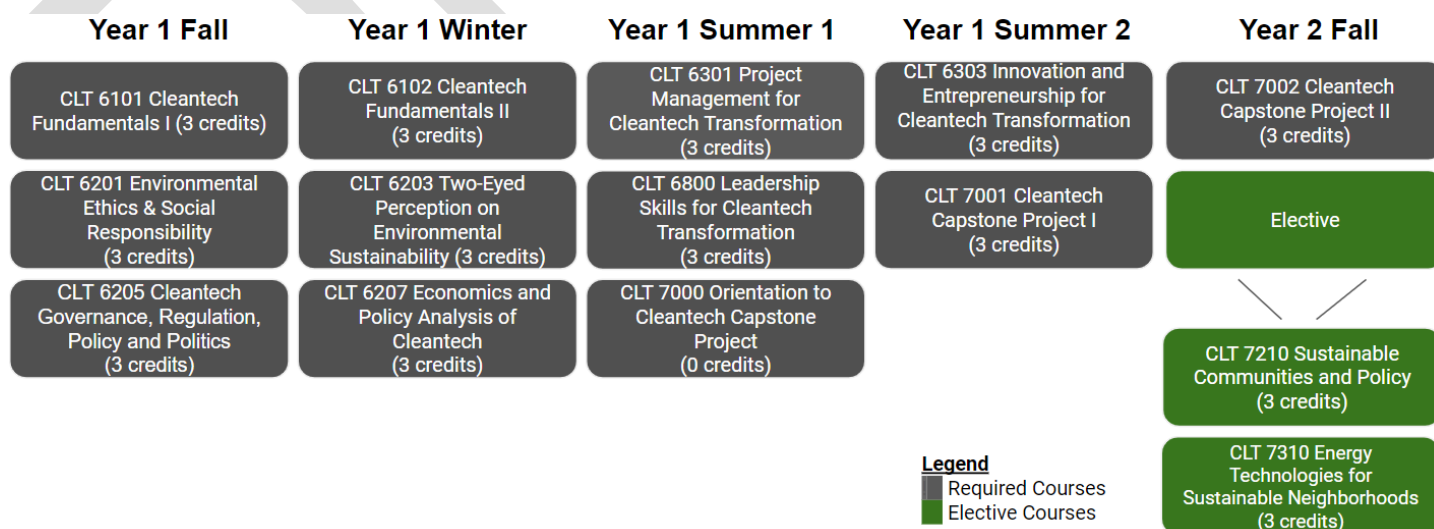 Year 1 Fall
CLT 6101 Cleantech
Fundamentals I (3 credits)
CLT 6201 Environmental
Ethics & Social
Responsibility
(3 credits)
CLT 6205 Cleantech
Governance, Regulation,
Policy and Politics
(3 credits)
Year 1 Winter
CLT 6102 Cleantech
Fundamentals II
(3 credits)
CLT 6203 Two-Eyed
Perception on
Environmental
Sustainability (3 credits)
CLT 6207 Economics and
Policy Analysis of
Cleantech
(3 credits)
Year 1 Summer 1
CLT 6301 Project
Management for
Cleantech Transformation
(3 credits)
CLT 6800 Leadership
Skills for Cleantech
Transformation
(3 credits)
CLT 7000 Orientation to
Cleantech Capstone
Project
(0 credits)
Year 1 Summer 2
CLT 6303 Innovation and
Entrepreneurship for
Cleantech Transformation
(3 credits)
CLT 7001 Cleantech
Capstone Project I
(3 credits)
Year 2 Fall
CLT 7002 Cleantech
Capstone Project II
(3 credits)
Elective
CLT 7210 Sustainable
Communities and Policy
(3 credits)
CLT 7310 Energy
Technologies for
Sustainable Neighborhoods
(3 credits)
Legend
Required Courses
Elective Courses